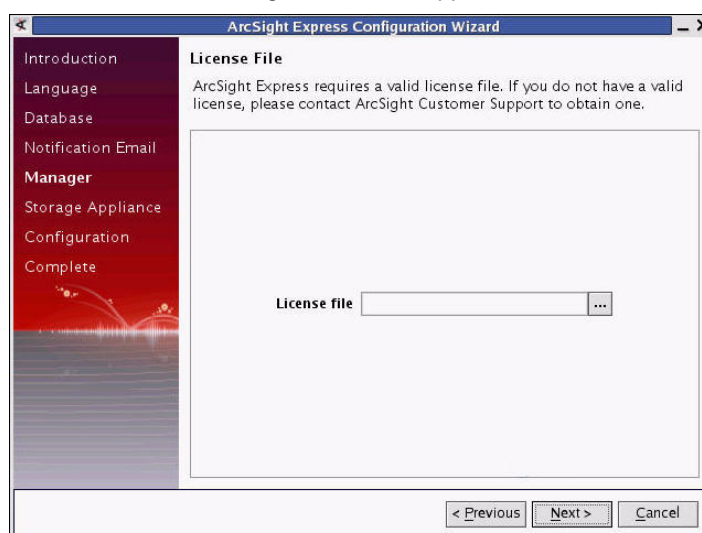 ArcSight Express Configuration Wizard
Introduction
Language
Database
Notification Email
Manager
Storage Appliance
Configuration
Complete
License File
ArcSight Express requires a valid license file. If you do not have a valid
license, please contact ArcSight Customer Support to obtain one.
License file
...
< Previous
Next >
Cancel